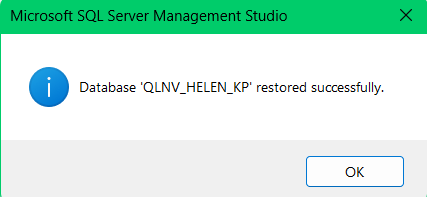 Microsoft SQL Server Management Studio
Database 'QLNV_HELEN_KP' restored successfully.
OK